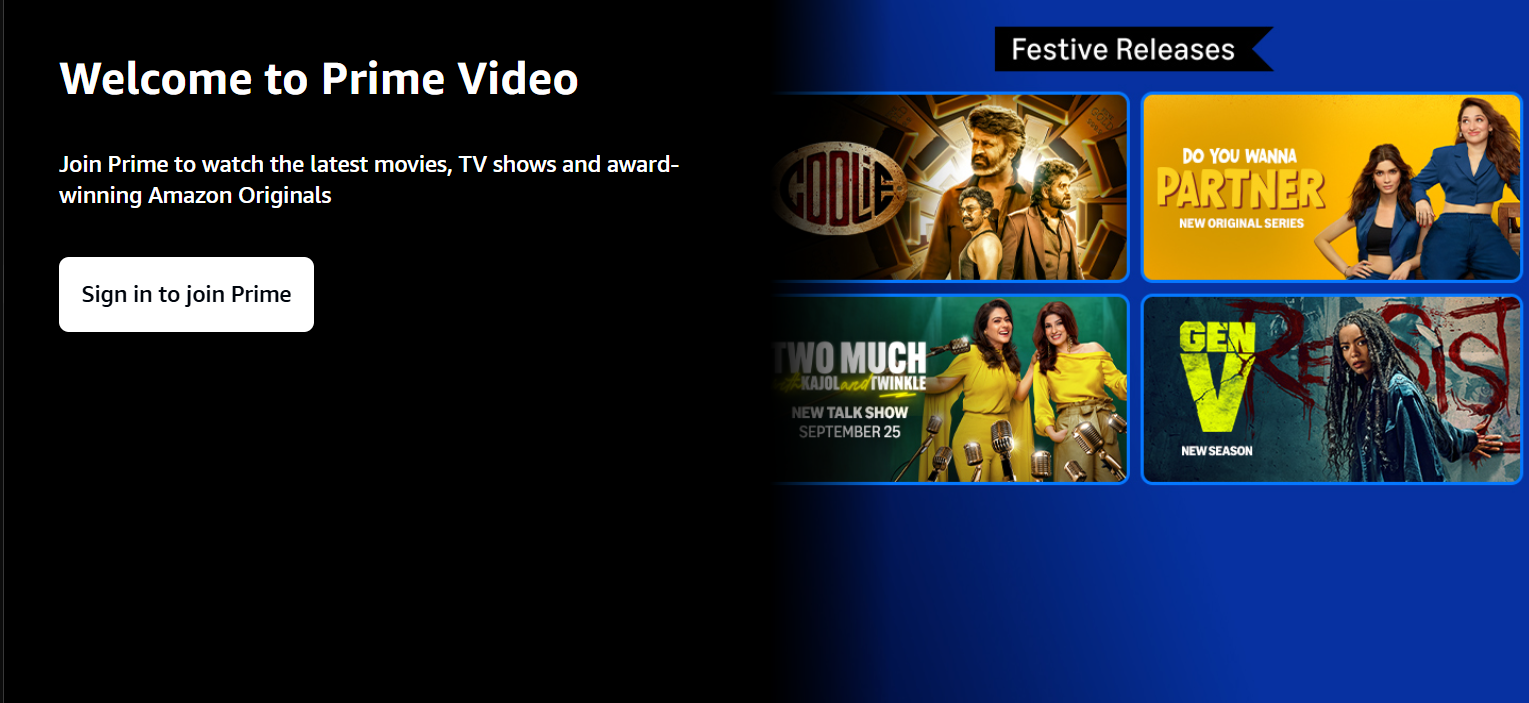 Welcome to Prime Video
Join Prime to watch the latest movies, TV shows and award-
winning Amazon Originals
Sign in to join Prime
Festive Releases
COOLIE
DO YOU WANNA
PARTNER
NEW ORIGINAL SERIES
TWO MUCH
with KAJOL and TWINKLE
NEW TALK SHOW
SEPTEMBER 25
GEN
V
NEW SEASON
RESIST